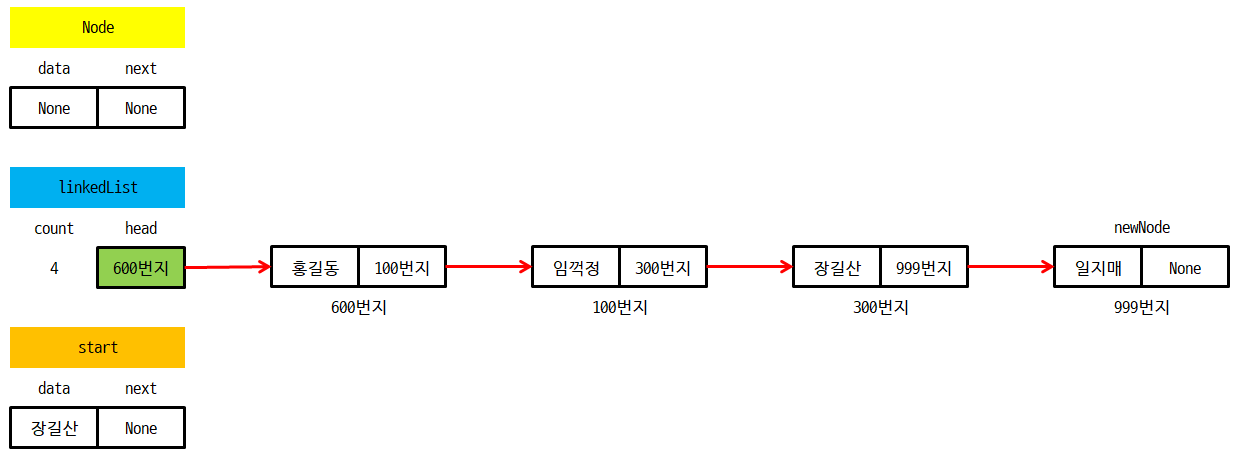 Node
data next
None None
linkedList
count head newNode
4 600번지 홍길동 100번지 임꺽정 300번지 장길산 999번지 일지매 None
600번지 100번지 300번지 999번지
start
data next
장길산 None